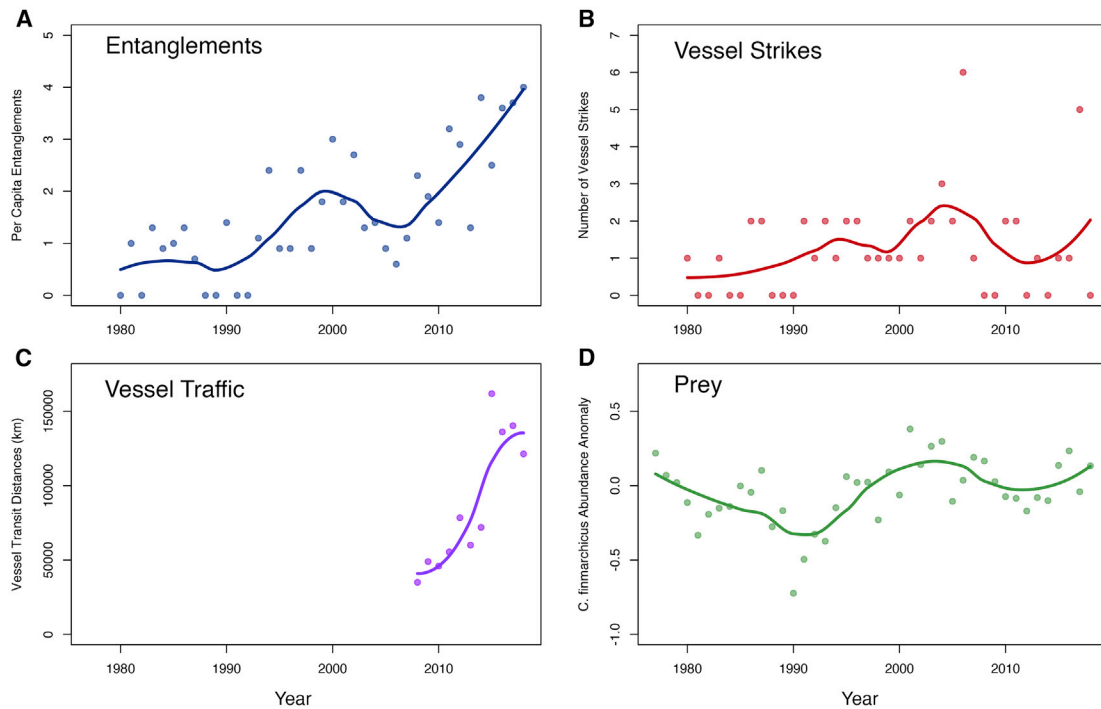 A
Entanglements
Per Capita Entanglements
5
4
3
2
1
0
1980 1990 2000 2010
B
Vessel Strikes
Number of Vessel Strikes
7
6
5
4
3
2
1
0
1980 1990 2000 2010
C
Vessel Traffic
Vessel Transit Distances (km)
150000
100000
50000
0
1980 1990 2000 2010
Year
D
Prey
C. finmarchicus Abundance Anomaly
0.5
0.0
-0.5
-1.0
1980 1990 2000 2010
Year